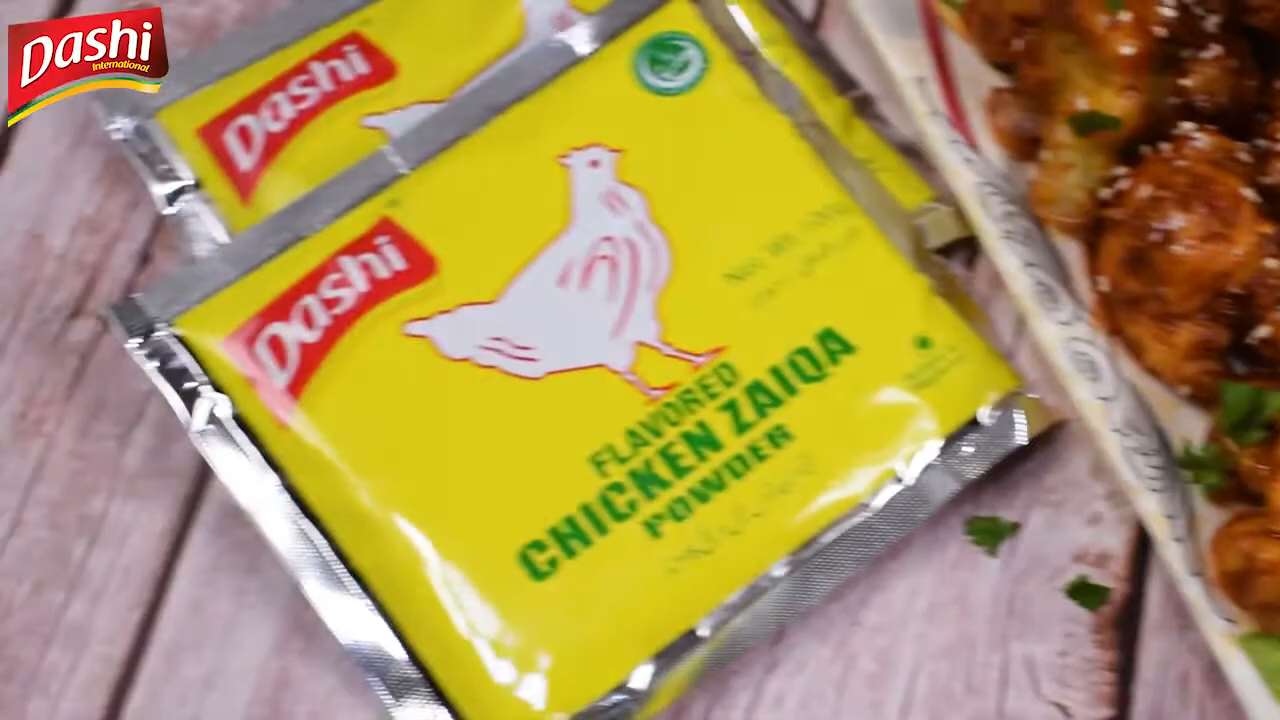 Dashi
International
Dashi
Dashi
FLAVORED
CHICKEN ZAIQA
POWDER